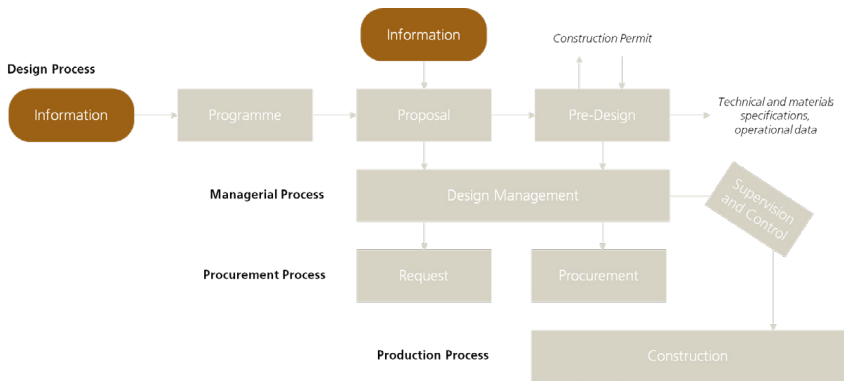 Information
Construction Permit
Design Process
Information
Programme
Proposal
Pre-Design
Technical and materials
specifications,
operational data
Managerial Process
Design Management
Supervision
and Control
Procurement Process
Request
Procurement
Production Process
Construction